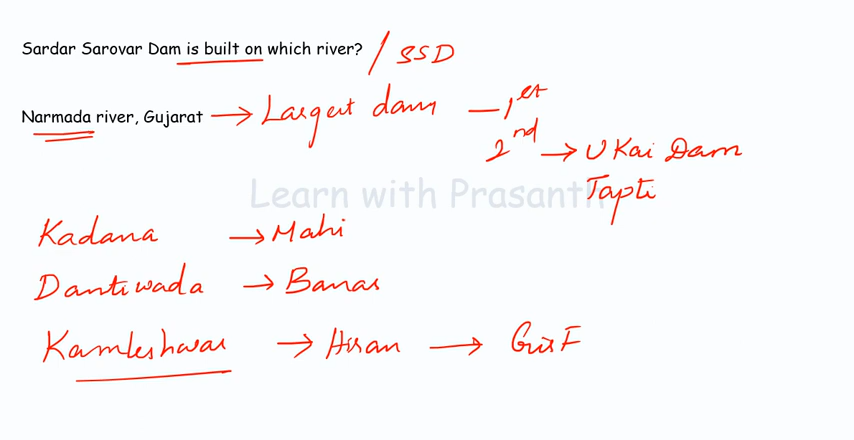 Sardar Sarovar Dam is built on which river? / SSD
Narmada river, Gujarat → Largest dam - 1st
2nd → Ukai Dam
Tapti
Learn with Prasanth
Kadana → Mahi
Dantiwada → Banas
Kamleshwar → Hiran → Gir F